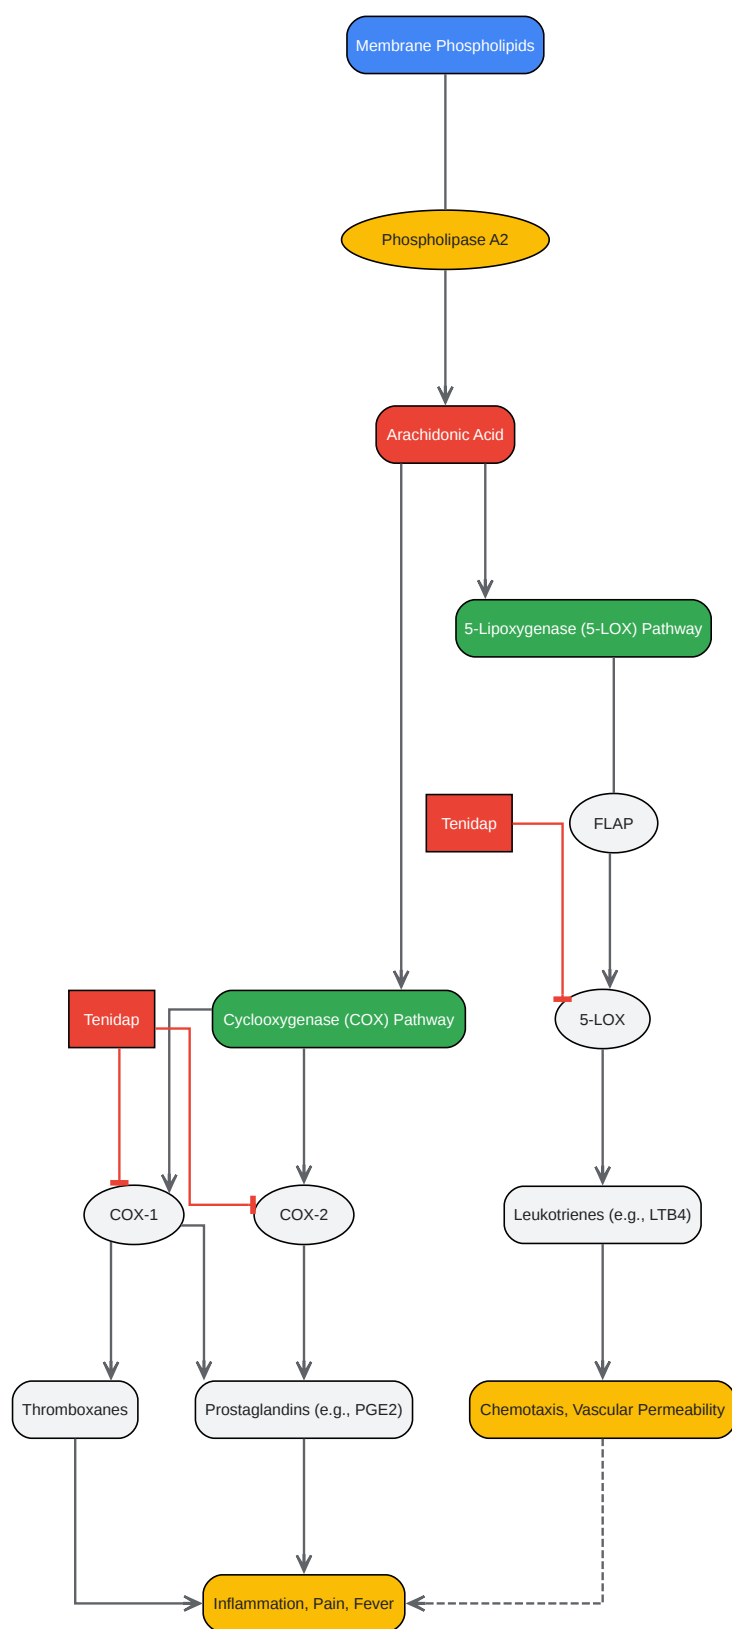 Membrane Phospholipids
Phospholipase A2
Arachidonic Acid
5-Lipoxygenase (5-LOX) Pathway
Tenidap
FLAP
Tenidap
Cyclooxygenase (COX) Pathway
5-LOX
COX-1
COX-2
Leukotrienes (e.g., LTB4)
Thromboxanes
Prostaglandins (e.g., PGE2)
Chemotaxis, Vascular Permeability
Inflammation, Pain, Fever